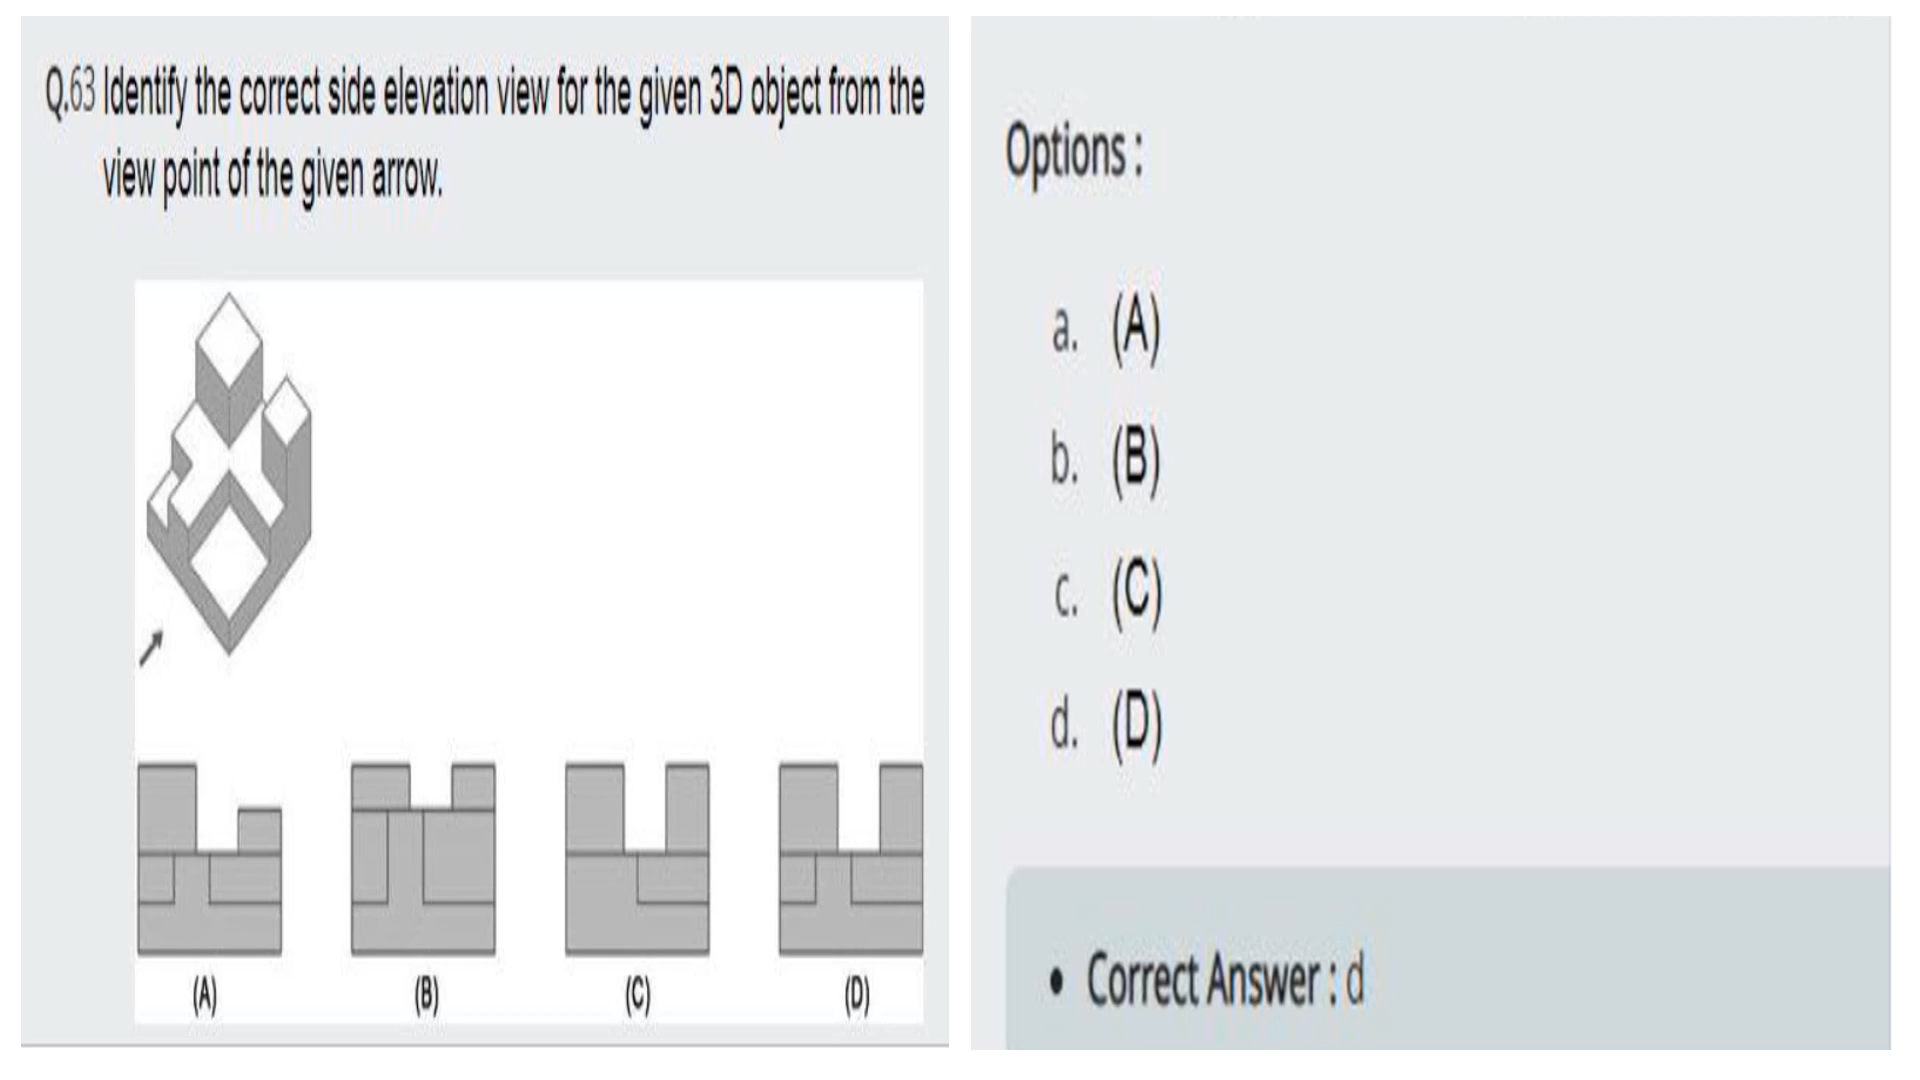 Q.63 Identify the correct side elevation view for the given 3D object from the
view point of the given arrow.
(A)
(B)
(C)
(D)
Options :
a. (A)
b. (B)
c. (C)
d. (D)
• Correct Answer : d